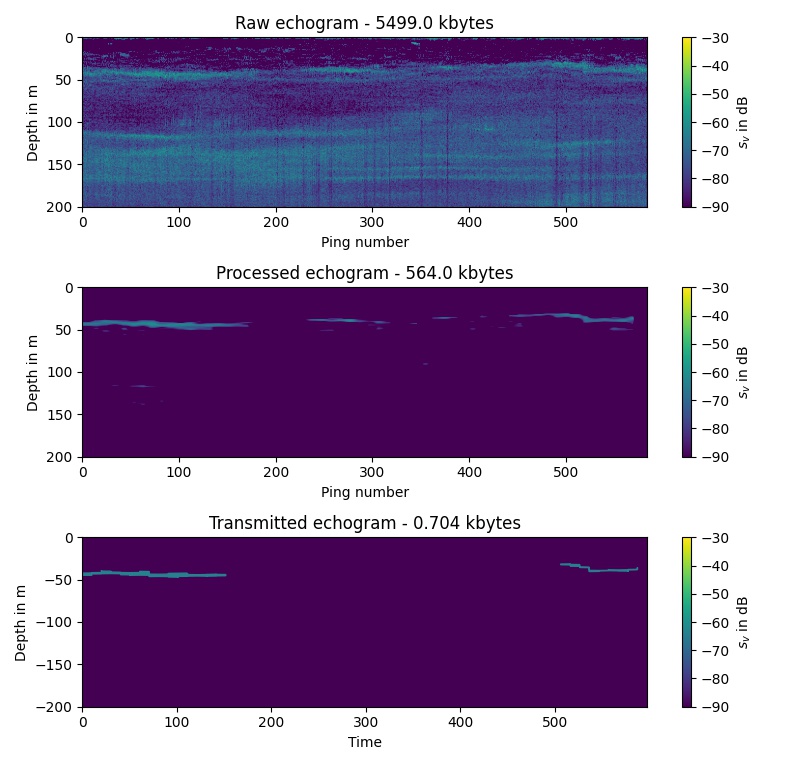 Raw echogram - 5499.0 kbytes
0
50
100
150
200
Depth in m
0 100 200 300 400 500
Ping number
−30
−40
−50
−60
−70
−80
−90
sv in dB
Processed echogram - 564.0 kbytes
0
50
100
150
200
Depth in m
0 100 200 300 400 500
Ping number
−30
−40
−50
−60
−70
−80
−90
sv in dB
Transmitted echogram - 0.704 kbytes
0
−50
−100
−150
−200
Depth in m
0 100 200 300 400 500
Time
−30
−40
−50
−60
−70
−80
−90
sv in dB